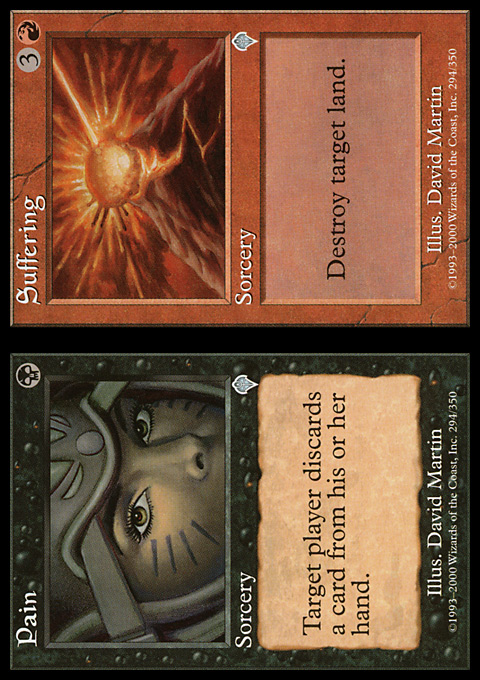 Pain
Sorcery
Target player discards
a card from his or her
hand.
Illus. David Martin
©1993–2000 Wizards of the Coast, Inc. 294/350
Suffering
3
Sorcery
Destroy target land.
Illus. David Martin
©1993–2000 Wizards of the Coast, Inc. 294/350